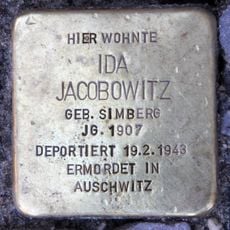 HIER WOHNTE
IDA
JACOBOWITZ
GEB. SIMBERG
JG. 1907
DEPORTIERT 19.2.1943
ERMORDET IN
AUSCHWITZ